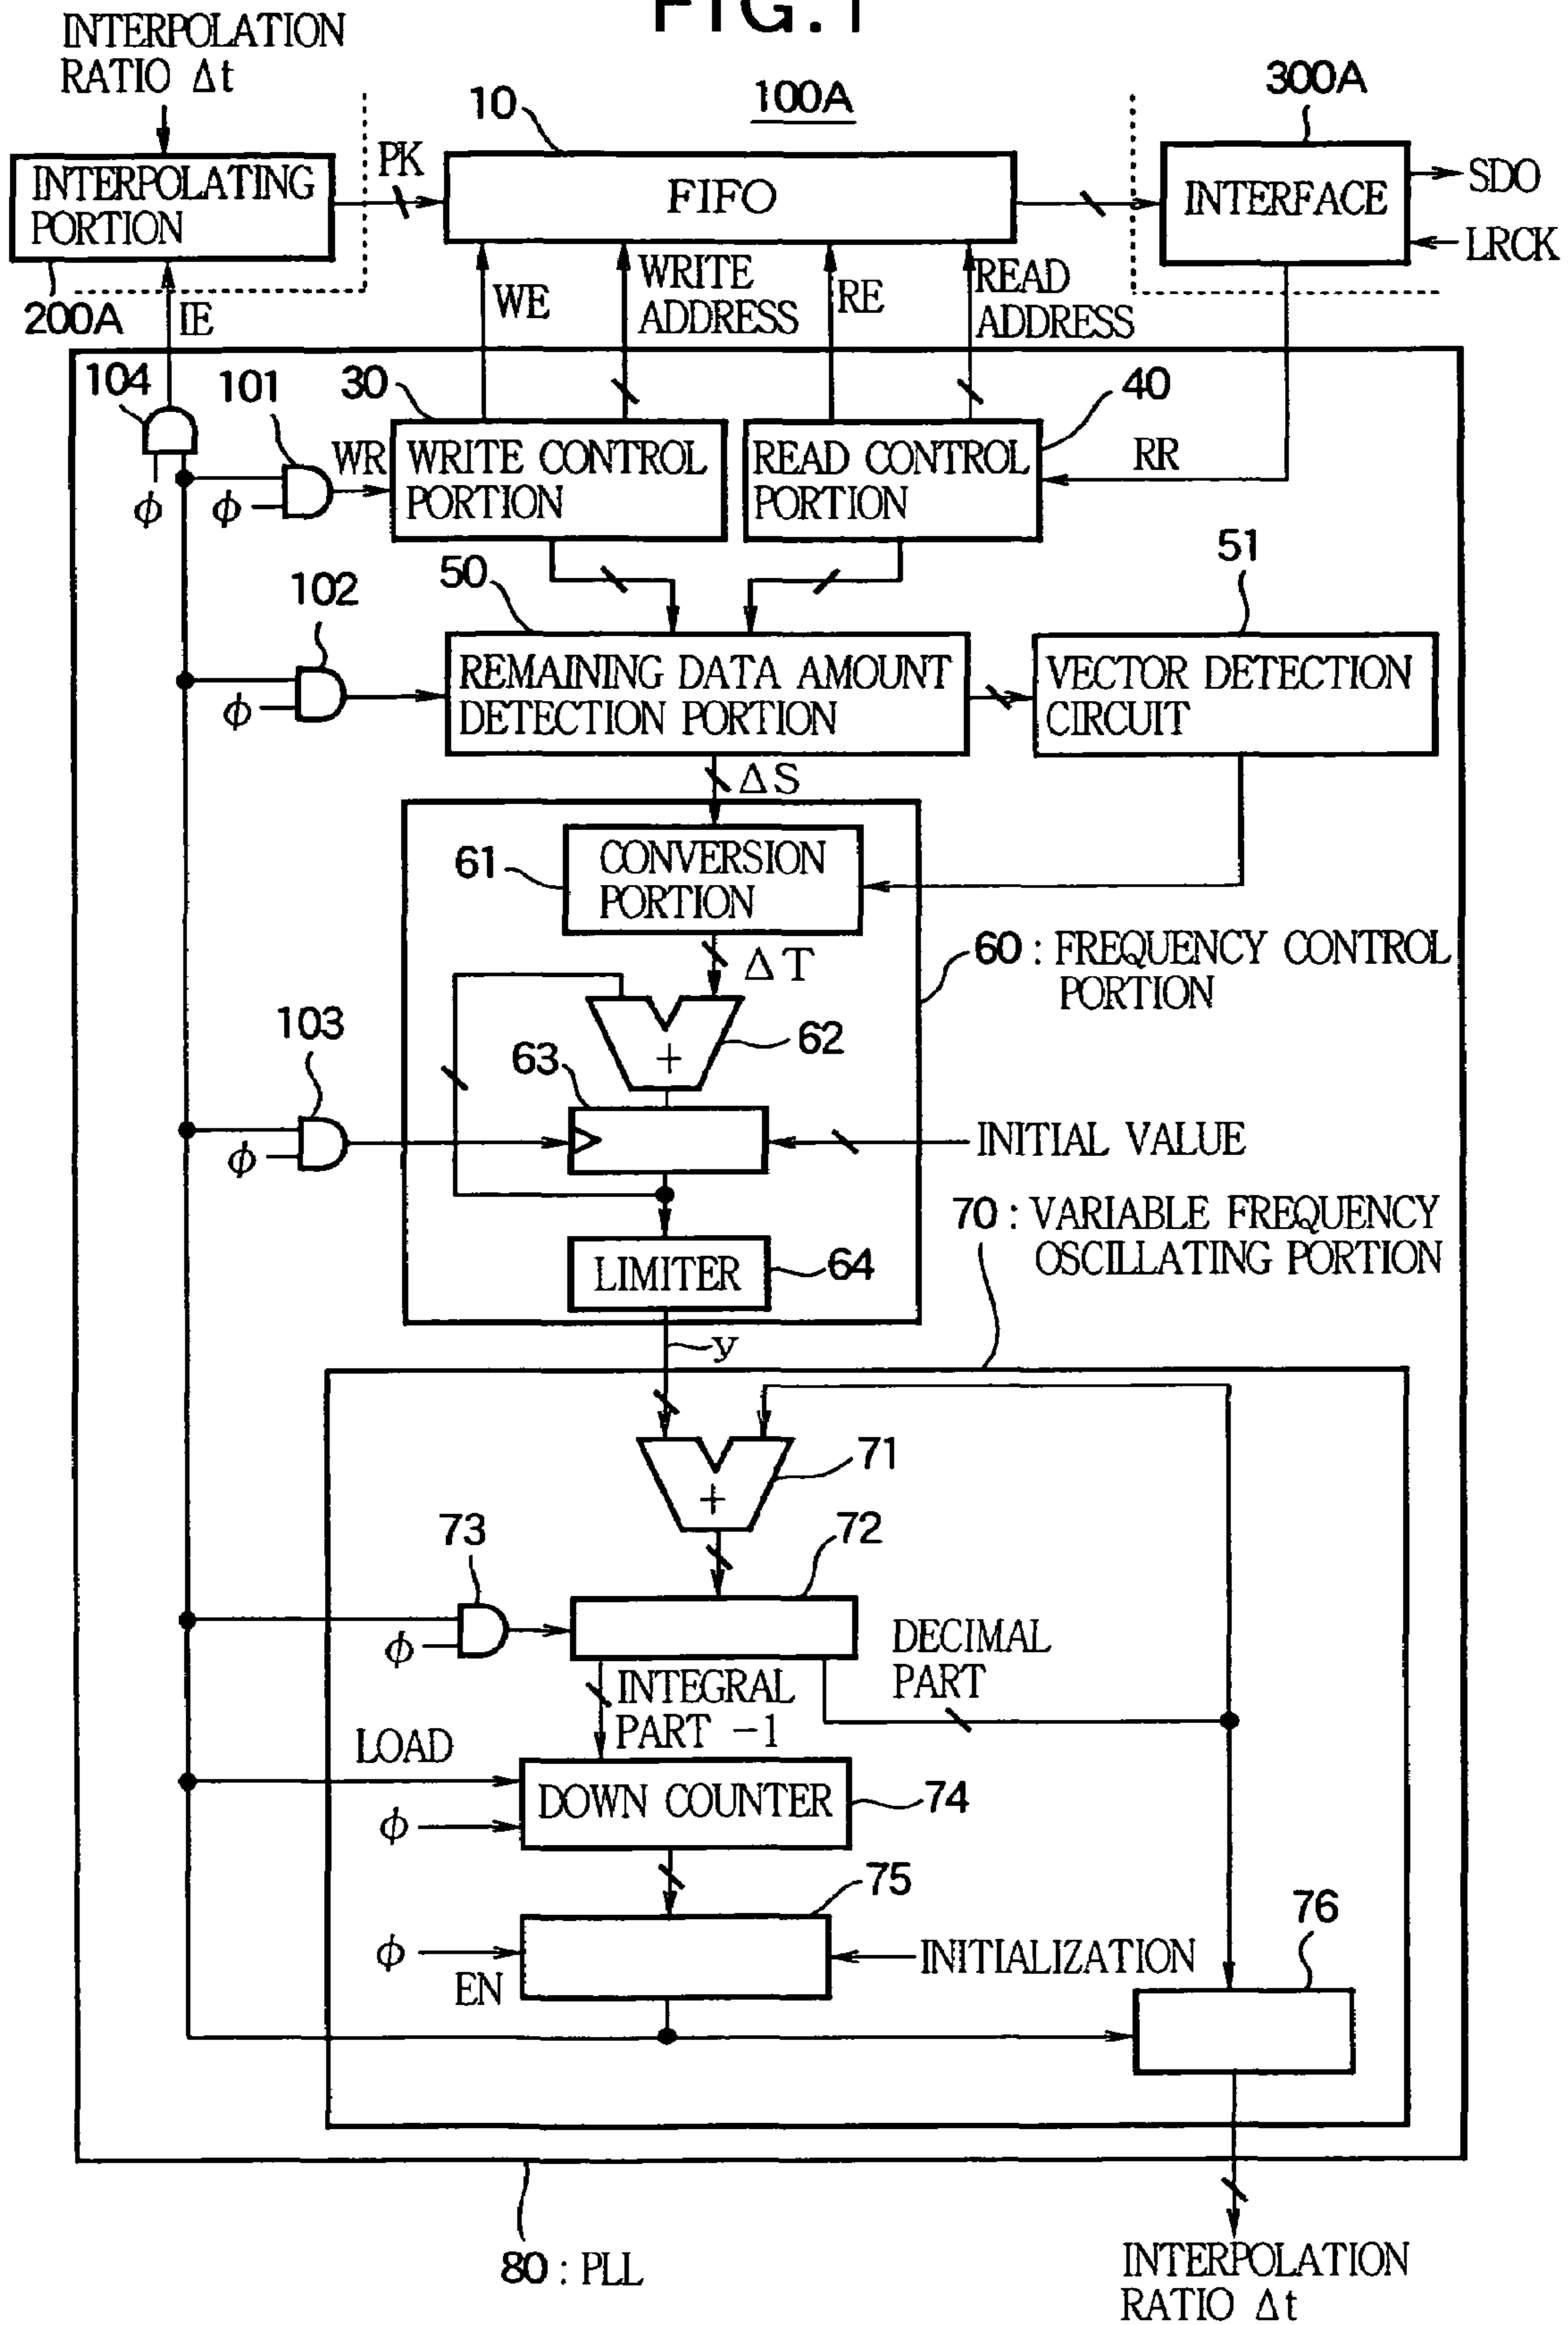 FIG.1
INTERPOLATION
RATIO Δt
100A
300A
10
PK
INTERPOLATING
PORTION
FIFO
INTERFACE
SDO
LRCK
200A
IE
WE
WRITE
ADDRESS
RE
READ
ADDRESS
104
101
30
40
WR
WRITE CONTROL
PORTION
READ CONTROL
PORTION
RR
ϕ
ϕ
50
51
102
REMAINING DATA AMOUNT
DETECTION PORTION
VECTOR DETECTION
CIRCUIT
ϕ
ΔS
61
CONVERSION
PORTION
60 : FREQUENCY CONTROL
PORTION
ΔT
103
62
+
63
ϕ
INITIAL VALUE
70 : VARIABLE FREQUENCY
OSCILLATING PORTION
LIMITER
64
y
71
+
73
72
ϕ
DECIMAL
PART
INTEGRAL
PART -1
LOAD
DOWN COUNTER
74
ϕ
75
76
ϕ
EN
INITIALIZATION
80 : PLL
INTERPOLATION
RATIO Δt